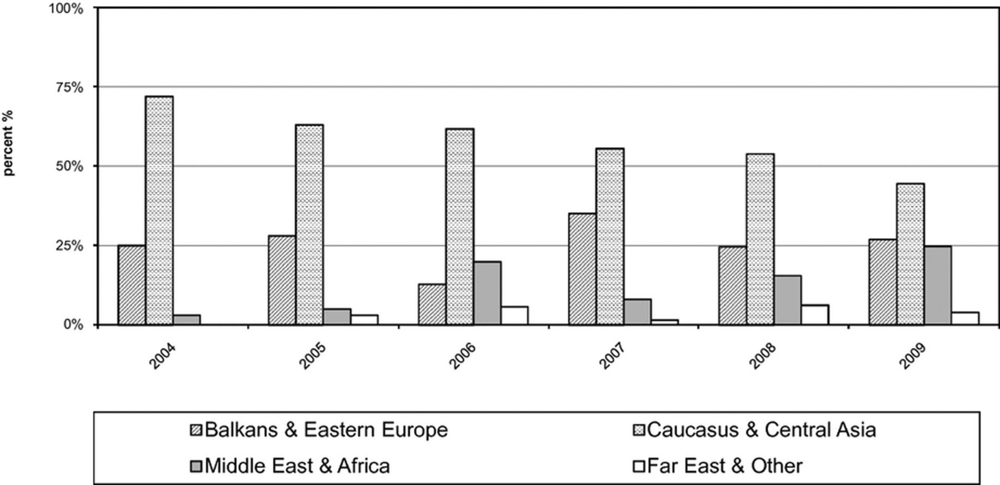 100%
75%
50%
25%
0%
percent %
2004
2005
2006
2007
2008
2009
Balkans & Eastern Europe
Caucasus & Central Asia
Middle East & Africa
Far East & Other